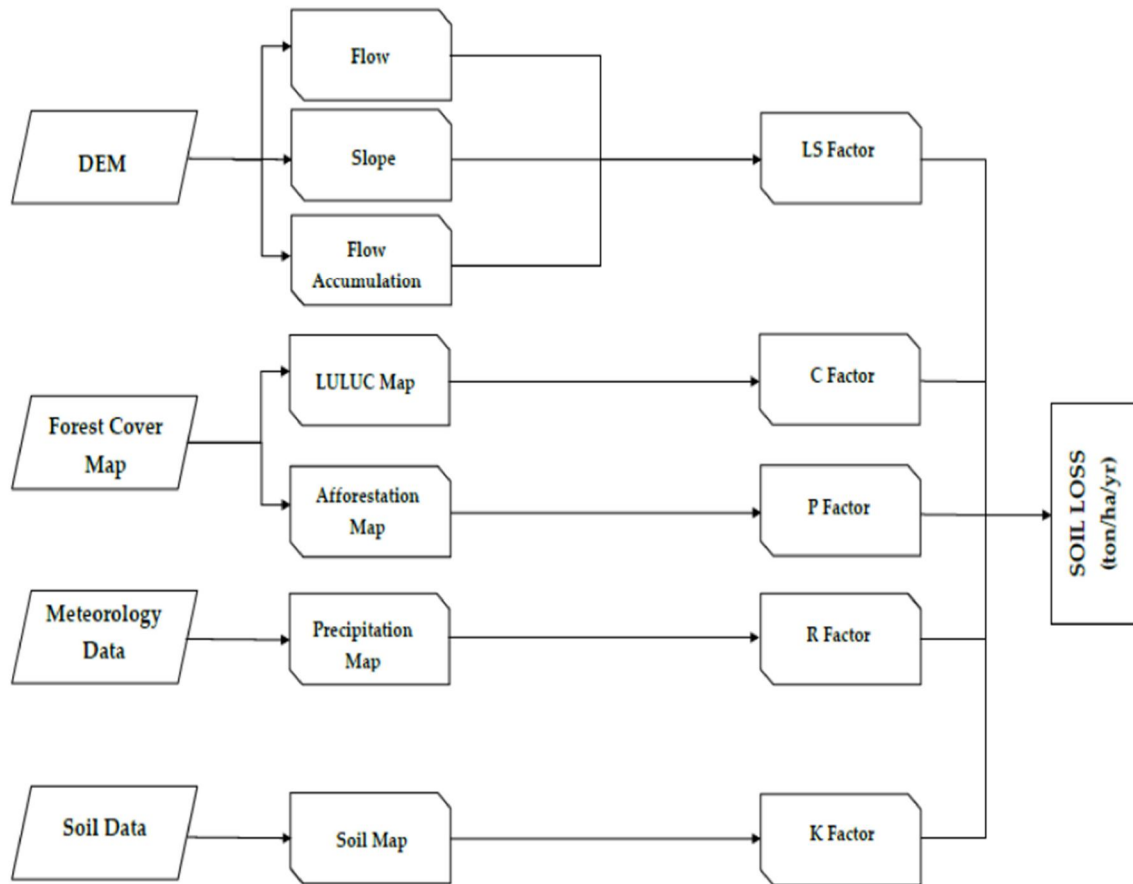 DEM
Flow
Slope
Flow
Accumulation
LS Factor
Forest Cover
Map
LULUC Map
C Factor
Afforestation
Map
P Factor
Meteorology
Data
Precipitation
Map
R Factor
Soil Data
Soil Map
K Factor
SOIL LOSS
(ton/ha/yr)